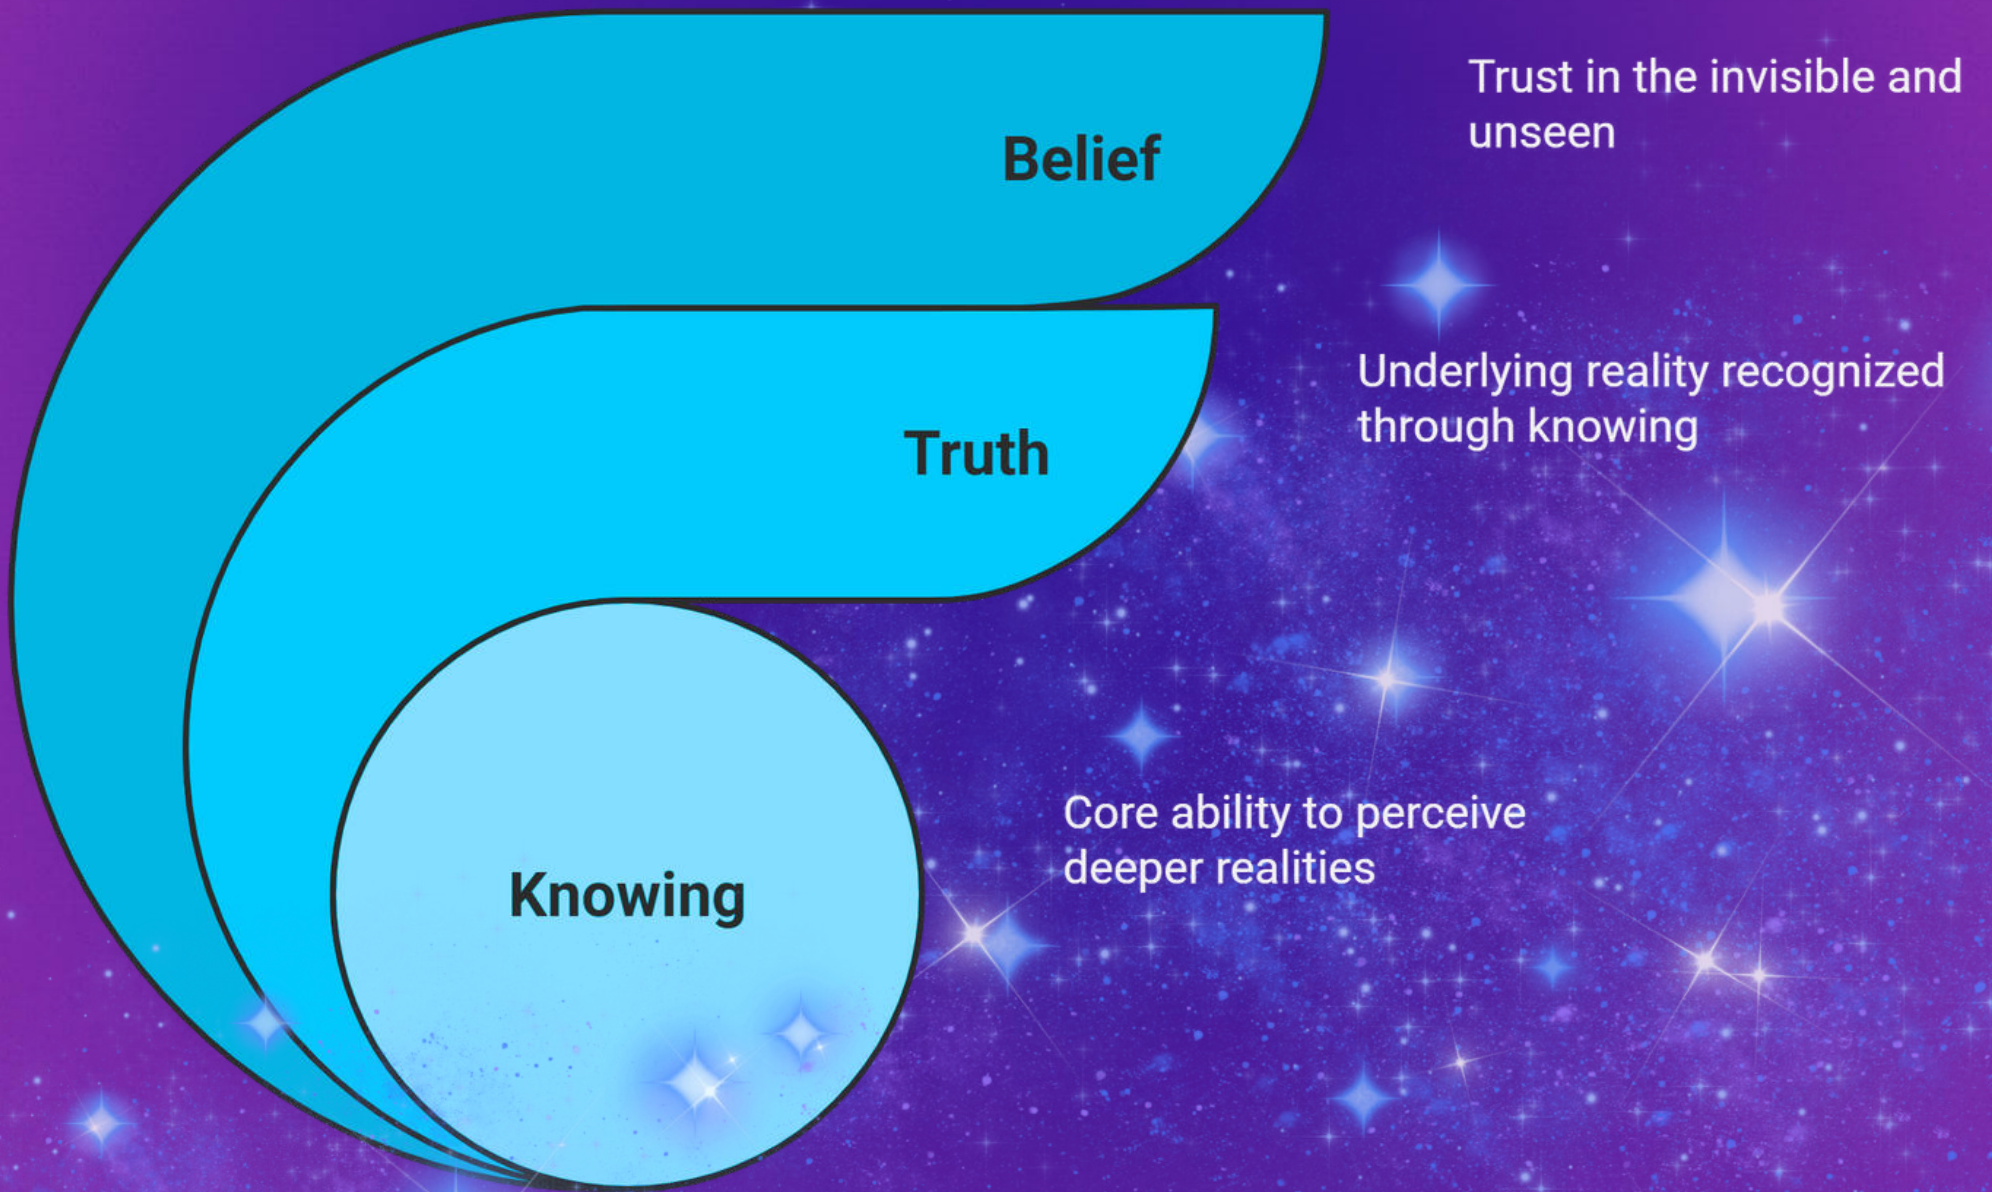 Belief
Trust in the invisible and
unseen
Truth
Underlying reality recognized
through knowing
Knowing
Core ability to perceive
deeper realities